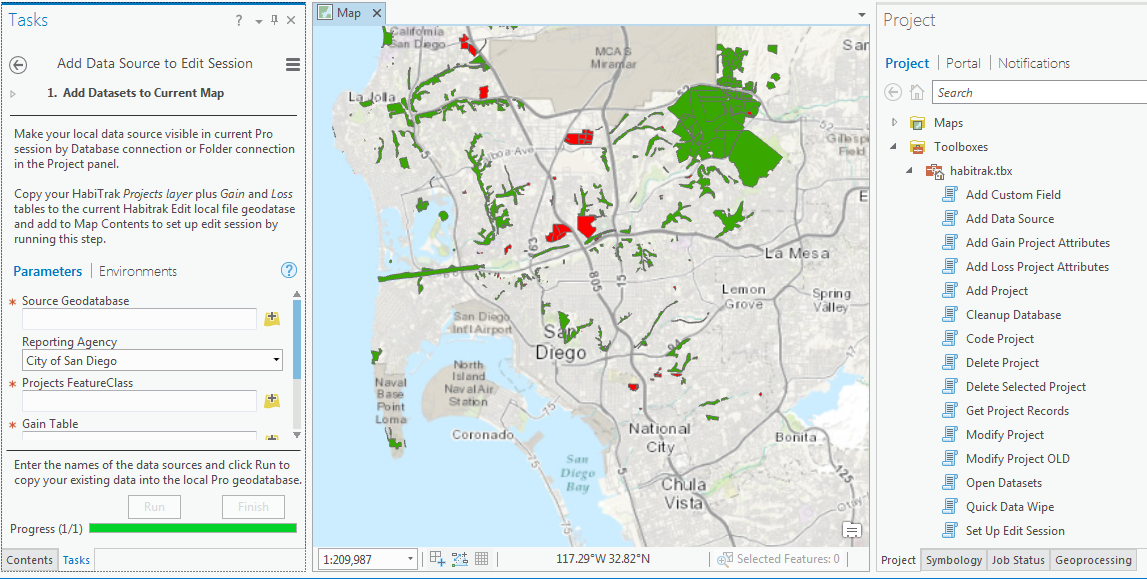 Tasks
?
Add Data Source to Edit Session
1. Add Datasets to Current Map
Make your local data source visible in current Pro
session by Database connection or Folder connection
in the Project panel.
Copy your HabiTrak Projects layer plus Gain and Loss
tables to the current Habitrak Edit local file geodatase
and add to Map Contents to set up edit session by
running this step.
Parameters | Environments
?
* Source Geodatabase
Reporting Agency
City of San Diego
* Projects FeatureClass
* Gain Table
Enter the names of the data sources and click Run to
copy your existing data into the local Pro geodatabase.
Run
Finish
Progress (1/1)
Contents
Tasks
Map
California
San Diego
MCA S
Miramar
La Jolla
San
52
Gillespi
Field
lboa-Ave
5
163
805
15
E
La Mesa
Lemon
Grove
Spring
Valley
San Diego
Int'l Airport
San
Diego
North
Island
Naval Air
Station
Naval
Base
Point
Loma
Coronado
75
National
City
Bonita
San
Diego
Bay
75
5
Chula
Vista
125
1:209,987
117.29°W 32.82°N
Selected Features: 0
Project
Project | Portal | Notifications
Search
Maps
Toolboxes
habitrak.tbx
Add Custom Field
Add Data Source
Add Gain Project Attributes
Add Loss Project Attributes
Add Project
Cleanup Database
Code Project
Delete Project
Delete Selected Project
Get Project Records
Modify Project
Modify Project OLD
Open Datasets
Quick Data Wipe
Set Up Edit Session
Project
Symbology
Job Status
Geoprocessing